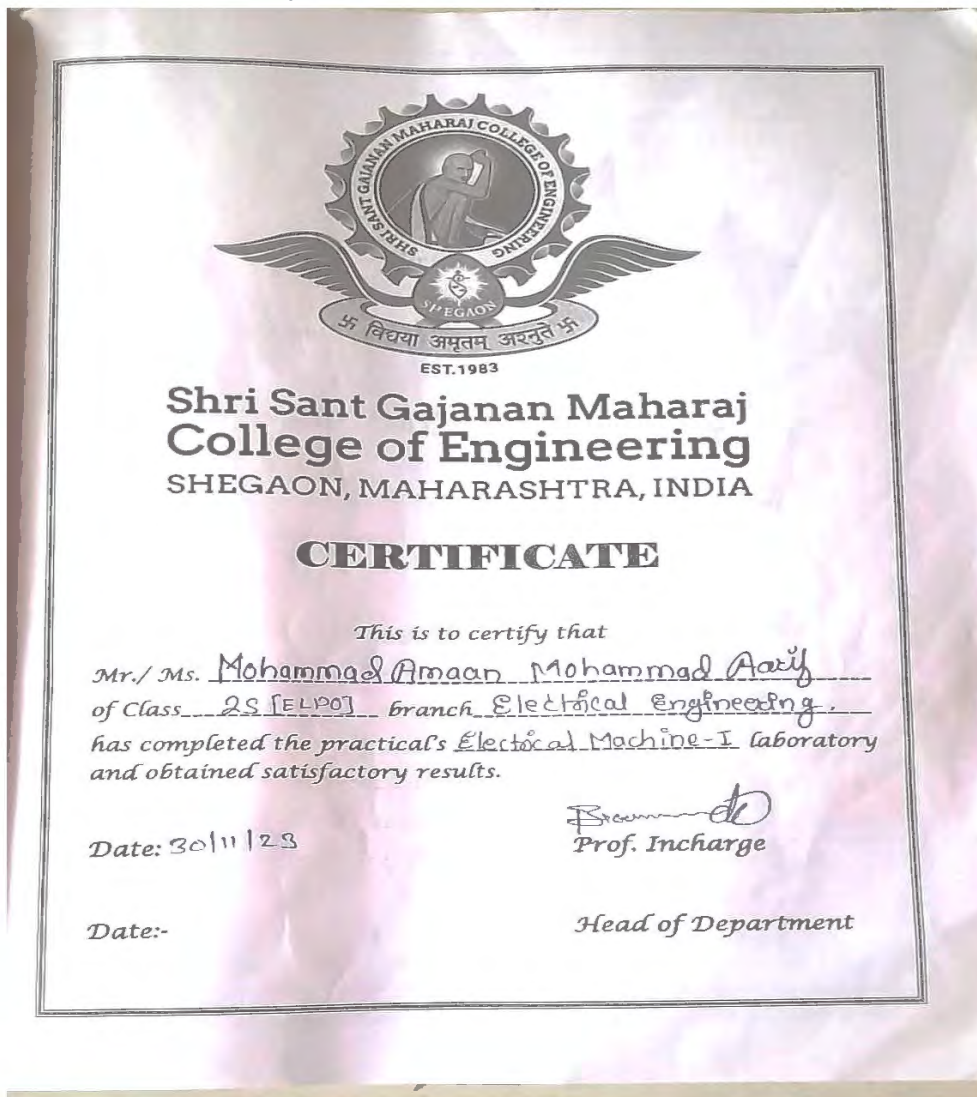 SHRI SANT GAJANAN MAHARAJ COLLEGE OF ENGINEERING
SHEGAON
卐 विद्यया अमृतम् अश्नुते 卐
EST.1983
Shri Sant Gajanan Maharaj
College of Engineering
SHEGAON, MAHARASHTRA, INDIA
CERTIFICATE
This is to certify that
Mr./ Ms. Mohammad Amaan Mohammad Aarif
of Class 2S [ELPO] branch Electrical Engineering.
has completed the practical's Electrical Machine-I laboratory
and obtained satisfactory results.
Date: 30/11/23
Prof. Incharge
Date:-
Head of Department